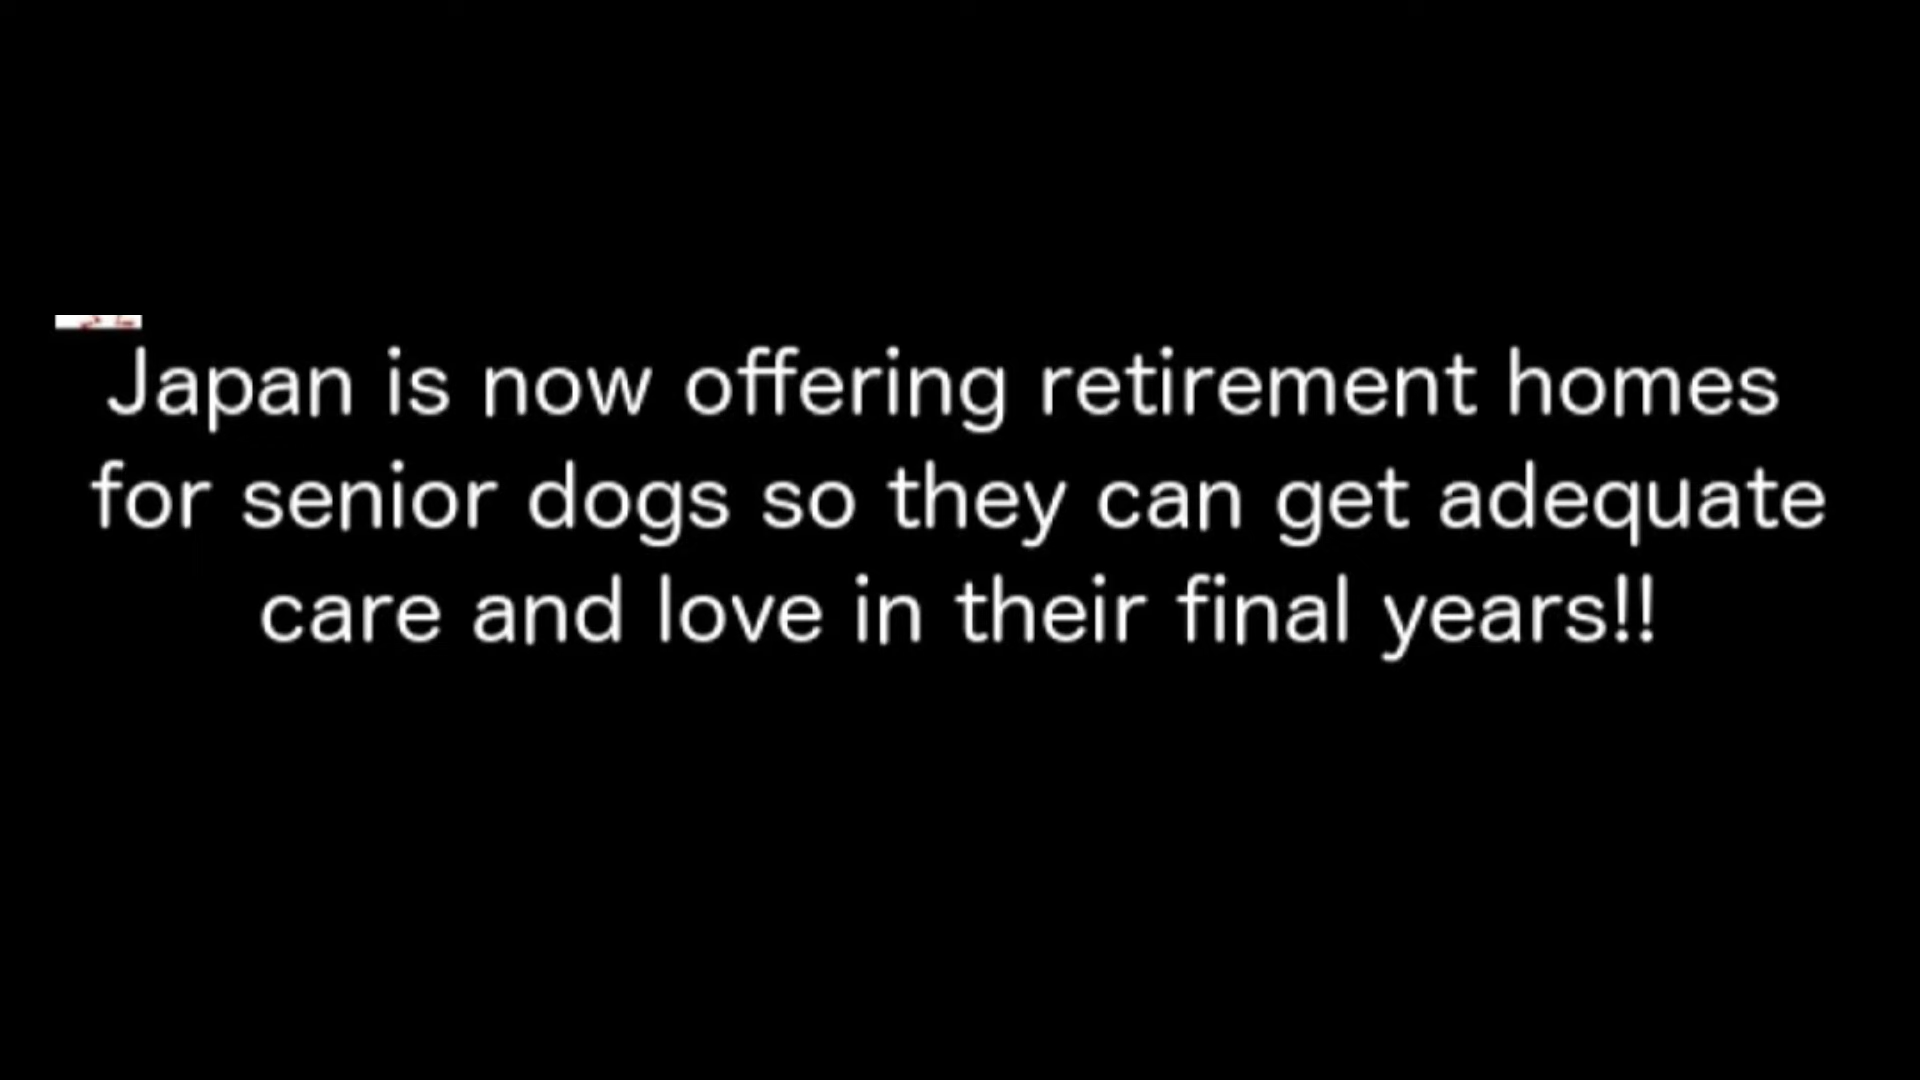 Japan is now offering retirement homes
for senior dogs so they can get adequate
care and love in their final years!!